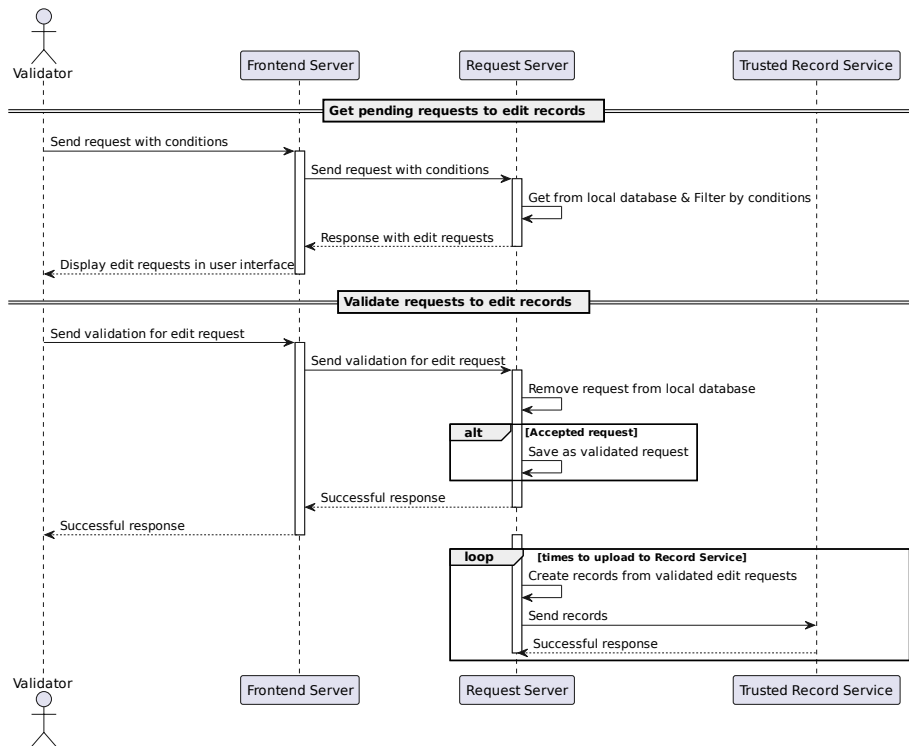 Validator
Frontend Server
Request Server
Trusted Record Service
Get pending requests to edit records
Send request with conditions
Send request with conditions
Get from local database & Filter by conditions
Response with edit requests
Display edit requests in user interface
Validate requests to edit records
Send validation for edit request
Send validation for edit request
Remove request from local database
alt
[Accepted request]
Save as validated request
Successful response
Successful response
loop
[times to upload to Record Service]
Create records from validated edit requests
Send records
Successful response
Validator
Frontend Server
Request Server
Trusted Record Service